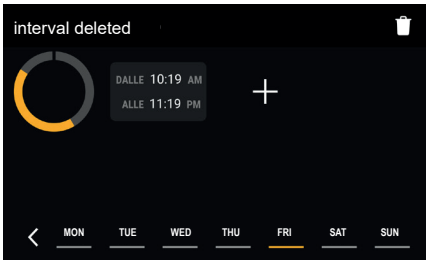 interval deleted
DALLE 10:19 AM
ALLE 11:19 PM
MON TUE WED THU FRI SAT SUN